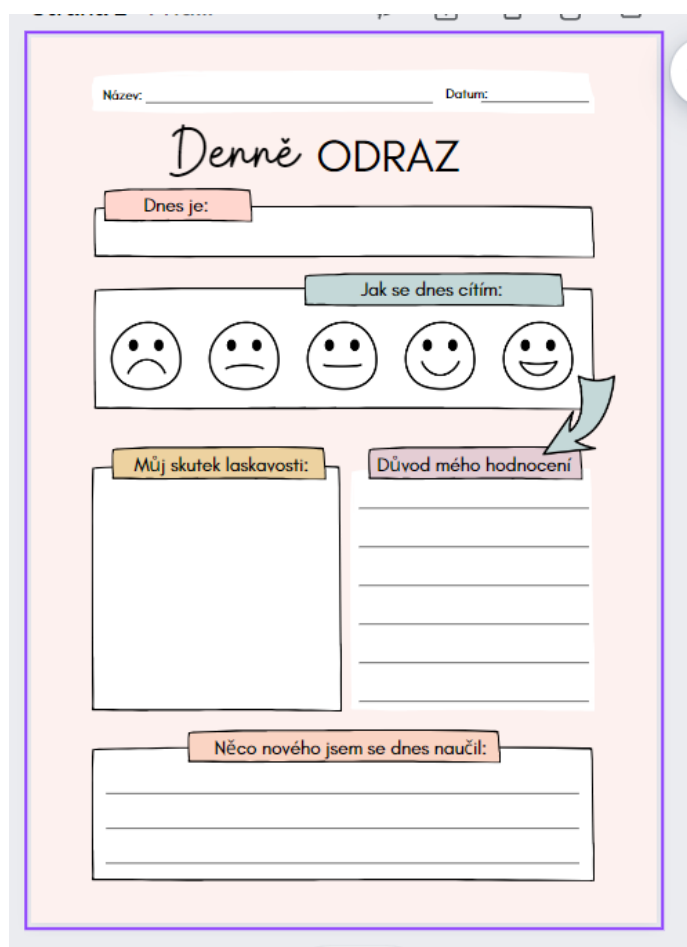 Název:
Datum:
Denně ODRAZ
Dnes je:
Jak se dnes cítím:
Můj skutek laskavosti:
Důvod mého hodnocení
Něco nového jsem se dnes naučil: